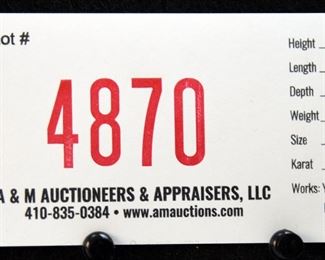 ot #
4870
A & M AUCTIONEERS & APPRAISERS, LLC
410-835-0384 • www.amauctions.com
Height
Length
Depth
Weight
Size
Karat
Works: Y